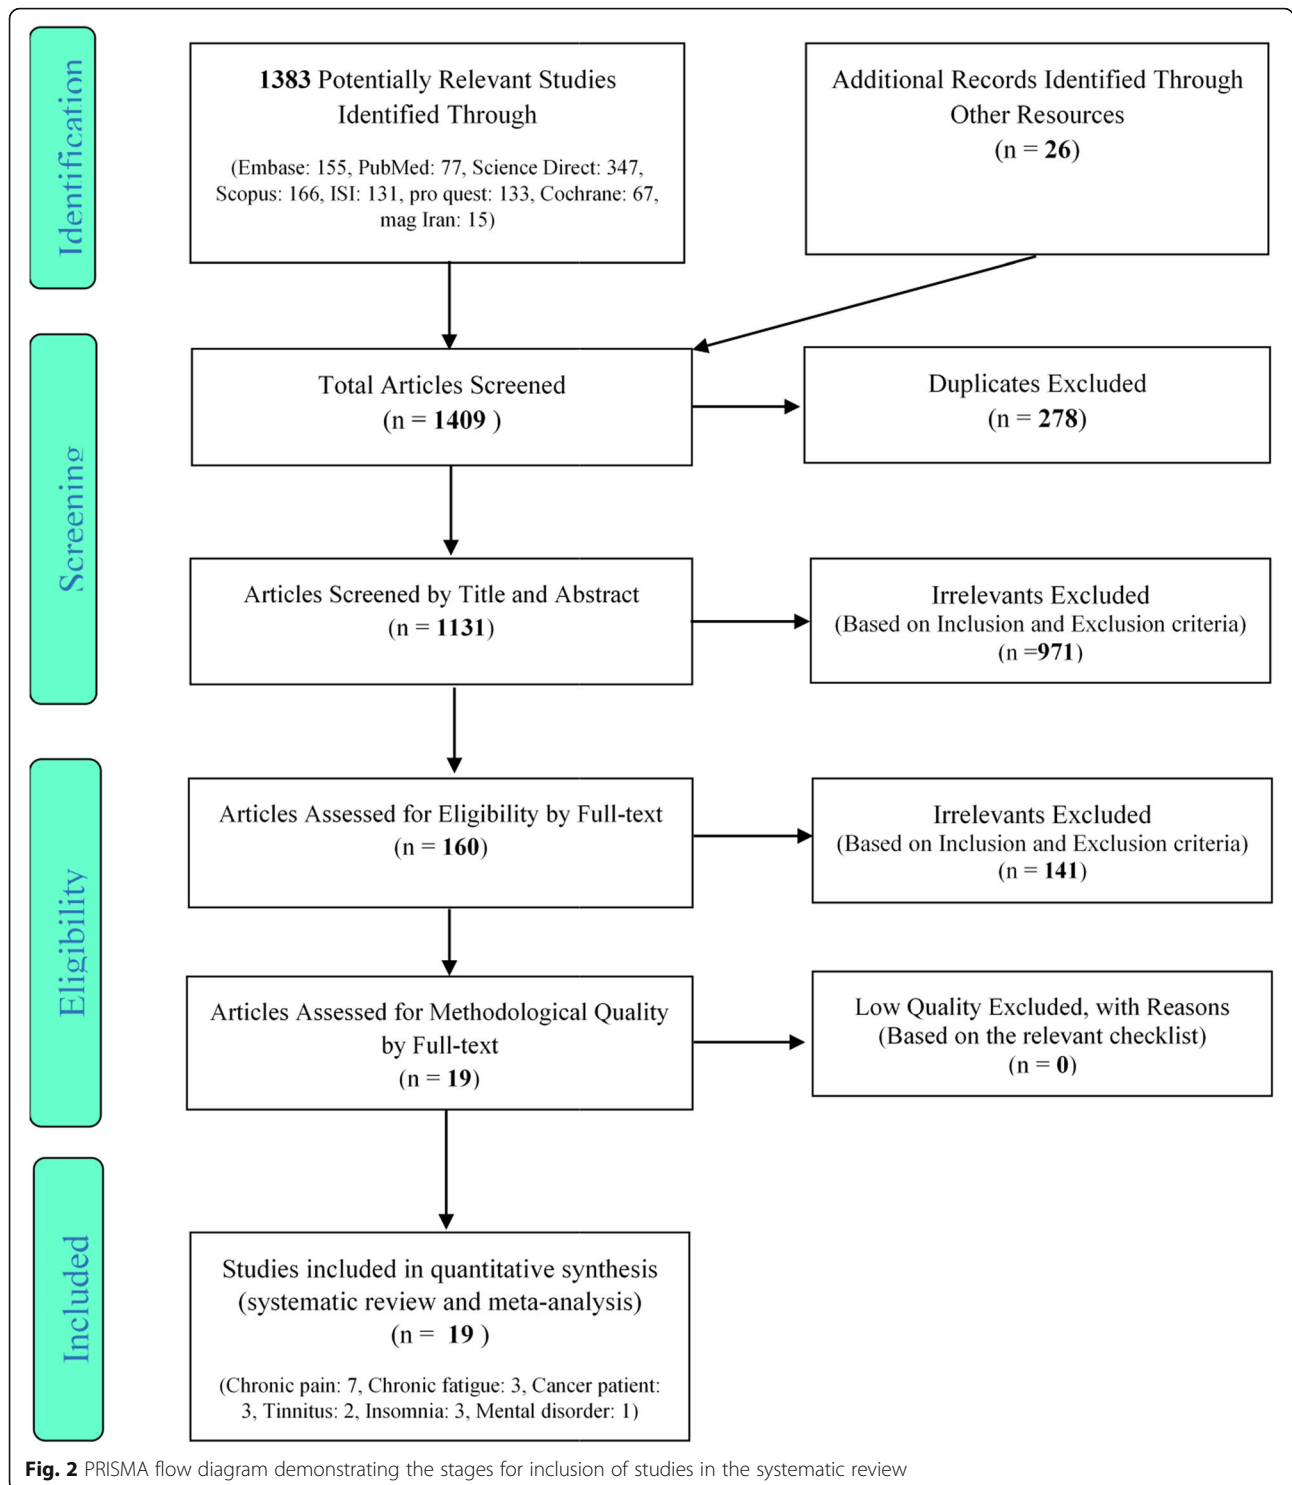 Identification
1383 Potentially Relevant Studies
Identified Through
(Embase: 155, PubMed: 77, Science Direct: 347,
Scopus: 166, ISI: 131, pro quest: 133, Cochrane: 67,
mag Iran: 15)
Additional Records Identified Through
Other Resources
(n = 26)
Screening
Total Articles Screened
(n = 1409 )
Duplicates Excluded
(n = 278)
Articles Screened by Title and Abstract
(n = 1131)
Irrelevants Excluded
(Based on Inclusion and Exclusion criteria)
(n =971)
Eligibility
Articles Assessed for Eligibility by Full-text
(n = 160)
Irrelevants Excluded
(Based on Inclusion and Exclusion criteria)
(n = 141)
Articles Assessed for Methodological Quality
by Full-text
(n = 19)
Low Quality Excluded, with Reasons
(Based on the relevant checklist)
(n = 0)
Included
Studies included in quantitative synthesis
(systematic review and meta-analysis)
(n = 19 )
(Chronic pain: 7, Chronic fatigue: 3, Cancer patient:
3, Tinnitus: 2, Insomnia: 3, Mental disorder: 1)
Fig. 2 PRISMA flow diagram demonstrating the stages for inclusion of studies in the systematic review